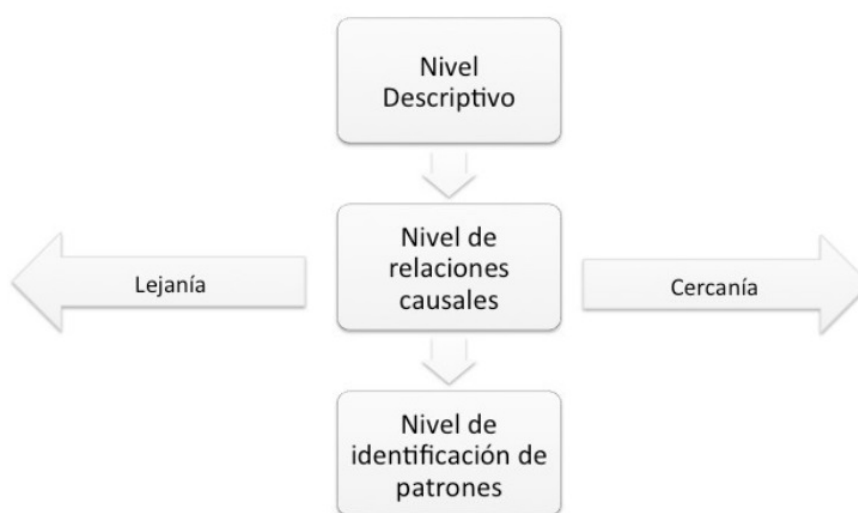 Nivel
Descriptivo
Nivel de
relaciones
causales
Lejanía
Cercanía
Nivel de
identificación de
patrones